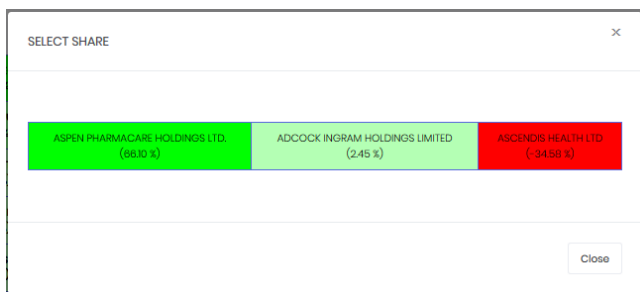 SELECT SHARE
×
ASPEN PHARMACARE HOLDINGS LTD.
(66.10 %)
ADCOCK INGRAM HOLDINGS LIMITED
(2.45 %)
ASCENDIS HEALTH LTD
(-34.58 %)
Close